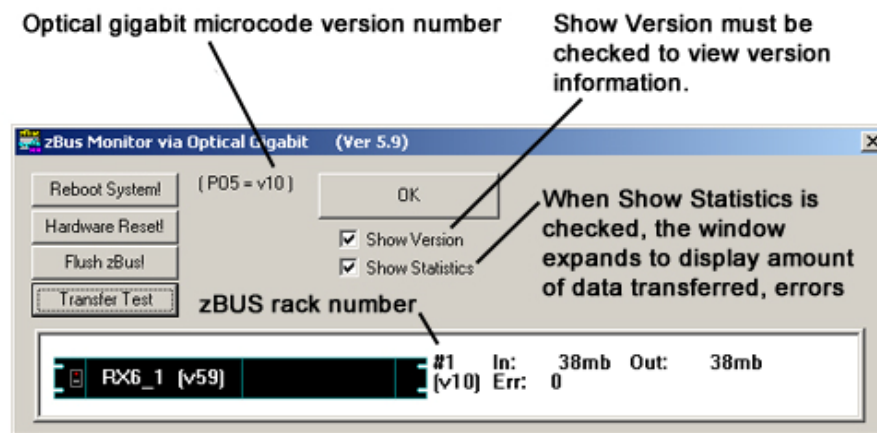 Optical gigabit microcode version number
Show Version must be
checked to view version
information.
zBus Monitor via Optical Gigabit (Ver 5.9)
Reboot System!
( PO5 = v10 )
OK
Hardware Reset!
Show Version
Flush zBus!
Show Statistics
Transfer Test
When Show Statistics is
checked, the window
expands to display amount
of data transferred, errors
zBUS rack number
RX6_1 (v59)
#1 In: 38mb Out: 38mb
(v10) Err: 0